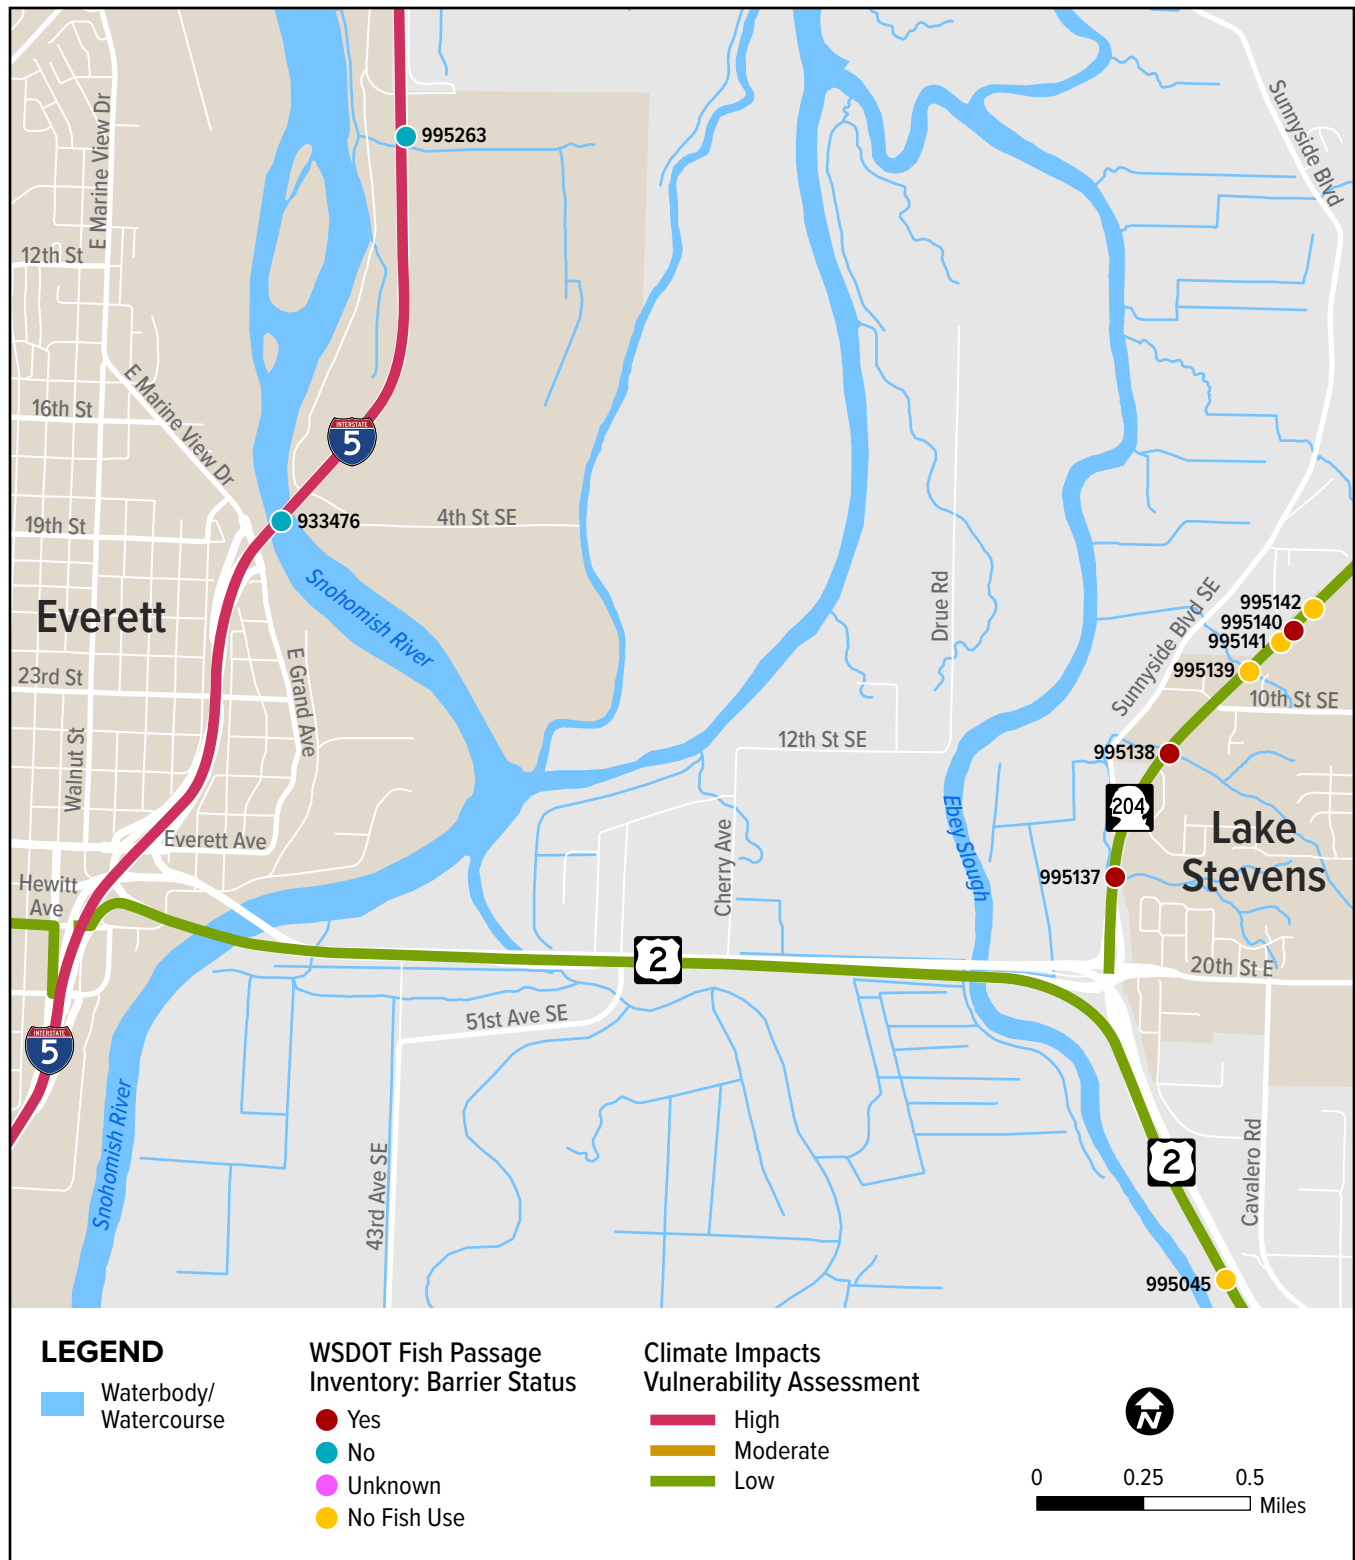 995263
E Marine View Dr
Sunnyside Blvd
12th St
E Marine View Dr
16th St
INTERSTATE
5
19th St
933476
4th St SE
Snohomish River
Everett
Drue Rd
Sunnyside Blvd SE
995142
995140
995141
995139
10th St SE
23rd St
E Grand Ave
Walnut St
12th St SE
995138
204
Ebey Slough
Lake
Stevens
Everett Ave
Cherry Ave
995137
Hewitt
Ave
2
20th St E
51st Ave SE
INTERSTATE
5
Snohomish River
43rd Ave SE
2
Cavalero Rd
995045
LEGEND
Waterbody/
Watercourse
WSDOT Fish Passage
Inventory: Barrier Status
Yes
No
Unknown
No Fish Use
Climate Impacts
Vulnerability Assessment
High
Moderate
Low
N
0 0.25 0.5
Miles